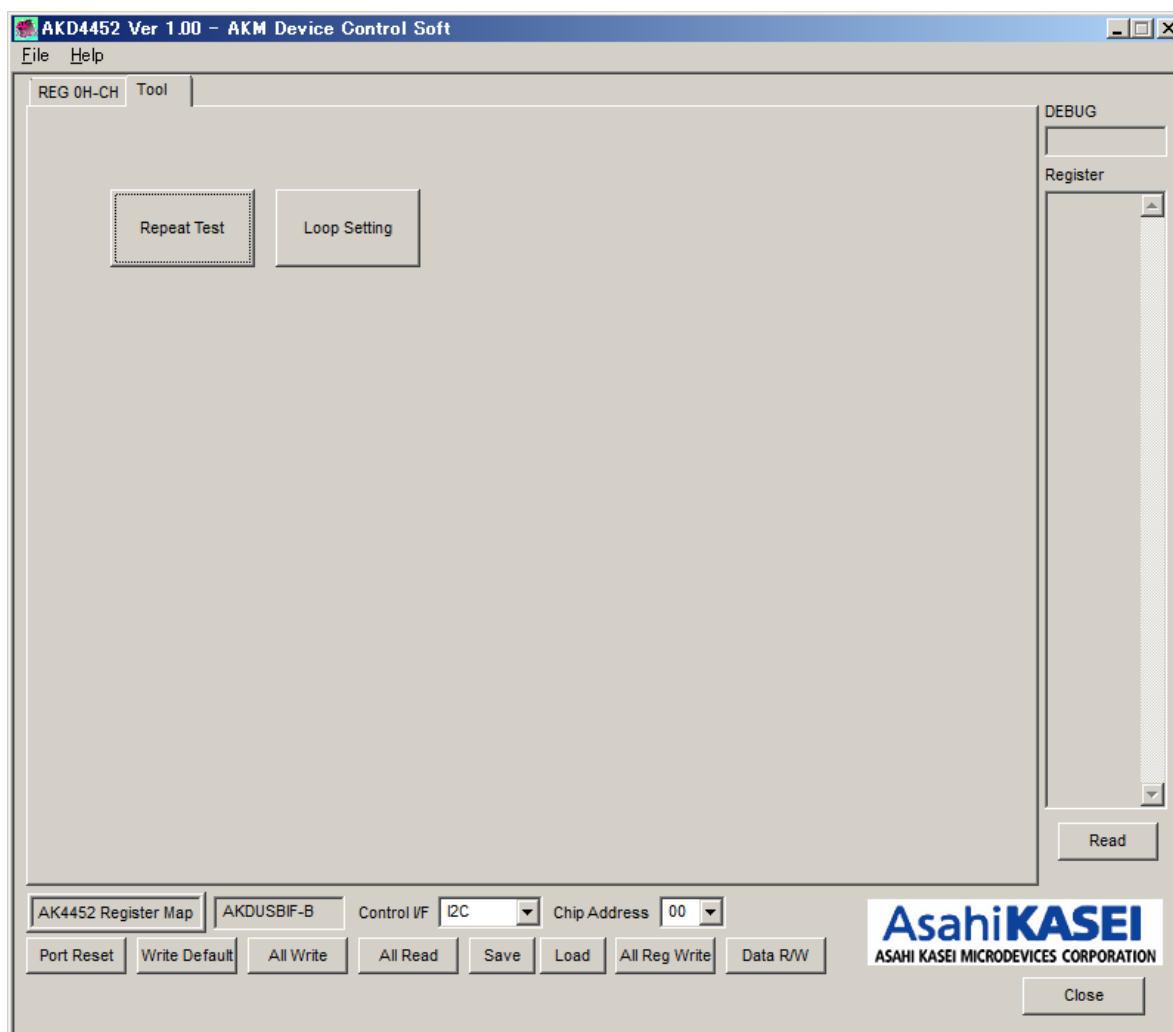 AKD4452 Ver 1.00 - AKM Device Control Soft
File Help
REG 0H-CH Tool
DEBUG
Register
Repeat Test Loop Setting
Read
AK4452 Register Map AKDUSBIF-B Control I/F I2C Chip Address 00
Port Reset Write Default All Write All Read Save Load All Reg Write Data R/W
AsahiKASEI
ASAHI KASEI MICRODEVICES CORPORATION
Close